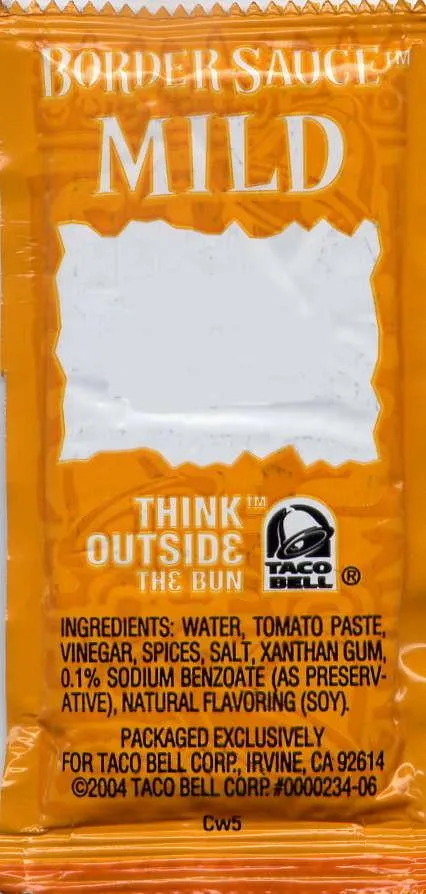 BORDER SAUCE™
MILD
THINK™
OUTSIDE
THE BUN
TACO
BELL®
INGREDIENTS: WATER, TOMATO PASTE,
VINEGAR, SPICES, SALT, XANTHAN GUM,
0.1% SODIUM BENZOATE (AS PRESERV-
ATIVE), NATURAL FLAVORING (SOY).
PACKAGED EXCLUSIVELY
FOR TACO BELL CORP., IRVINE, CA 92614
©2004 TACO BELL CORP. #0000234-06
CW5